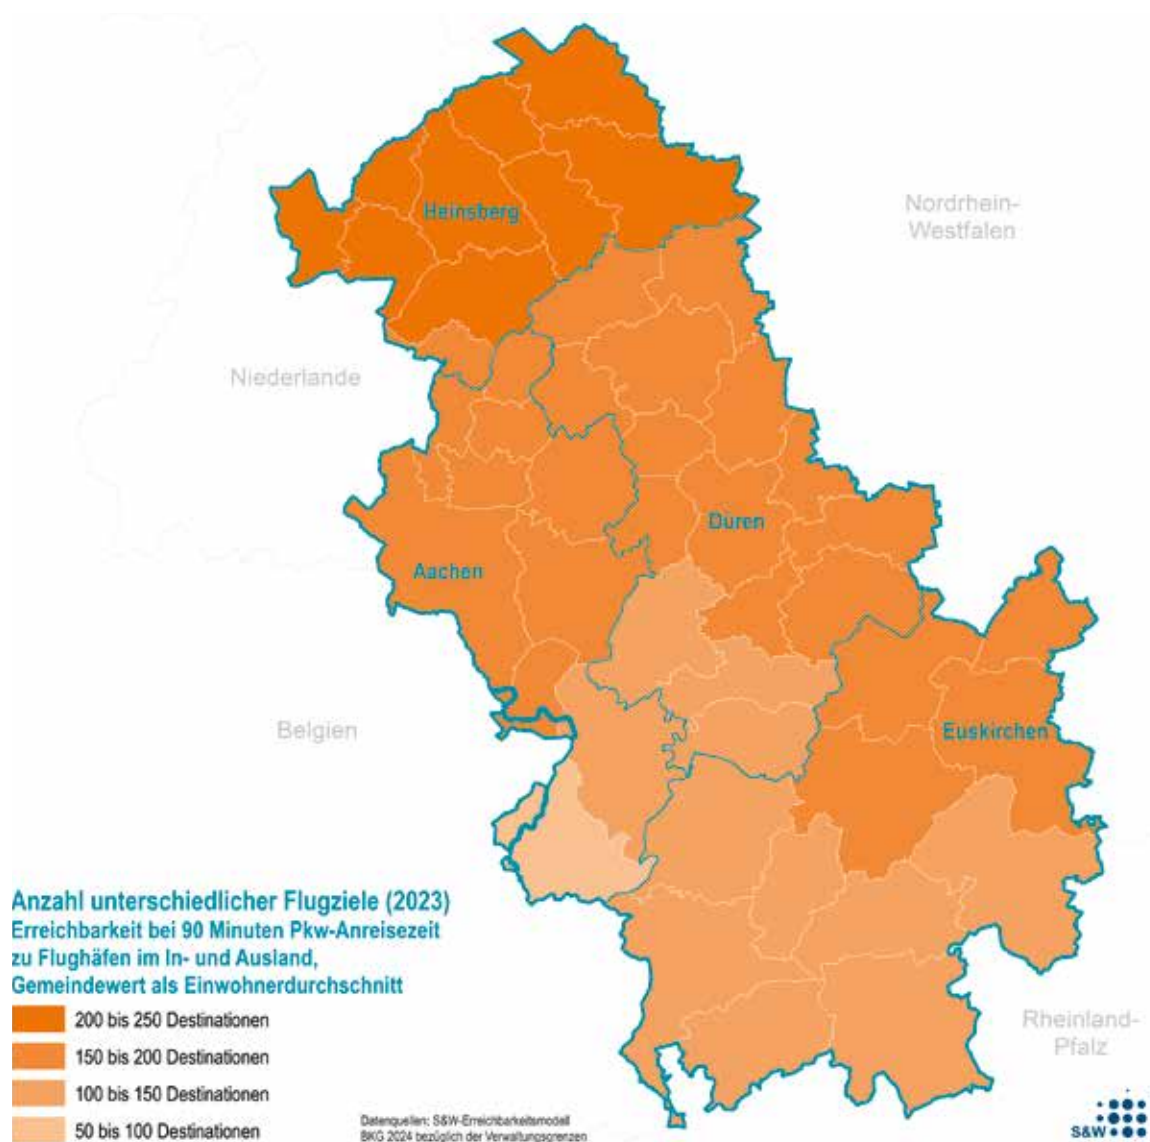 Heinsberg
Nordrhein-
Westfalen
Niederlande
Düren
Aachen
Belgien
Euskirchen
Anzahl unterschiedlicher Flugziele (2023)
Erreichbarkeit bei 90 Minuten Pkw-Anreisezeit
zu Flughäfen im In- und Ausland,
Gemeindewert als Einwohnerdurchschnitt
200 bis 250 Destinationen
150 bis 200 Destinationen
100 bis 150 Destinationen
50 bis 100 Destinationen
Rheinland-
Pfalz
Datenquellen: S&W-Erreichbarkeitsmodell
BKG 2024 bezüglich der Verwaltungsgrenzen
S&W